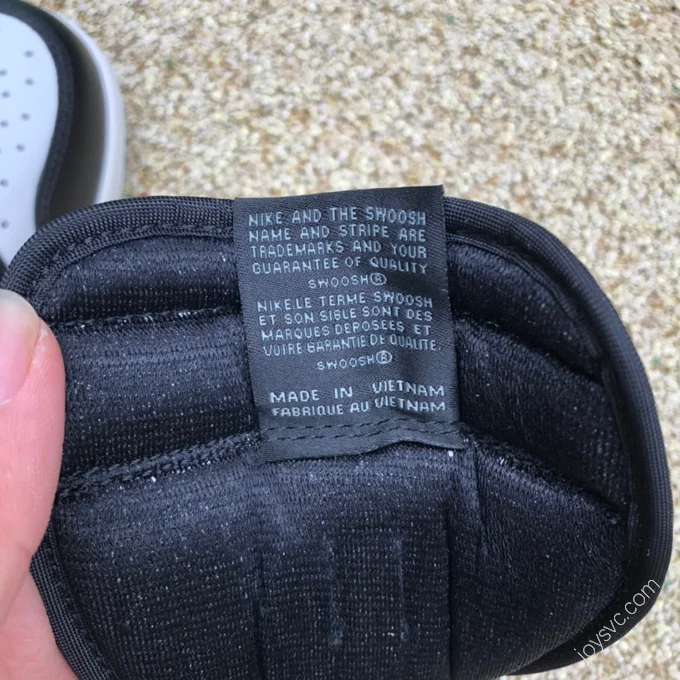 NIKE AND THE SWOOSH
NAME AND STRIPE ARE
TRADEMARKS AND YOUR
GUARANTEE OF QUALITY
SWOOSH®
NIKE.LE TERME SWOOSH
ET SON SIGLE SONT DES
MARQUES DEPOSEES ET
VOIRE GARANTIE DE QUALITE.
SWOOSH®
MADE IN VIETNAM
FABRIQUE AU VIETNAM
joysvc.com